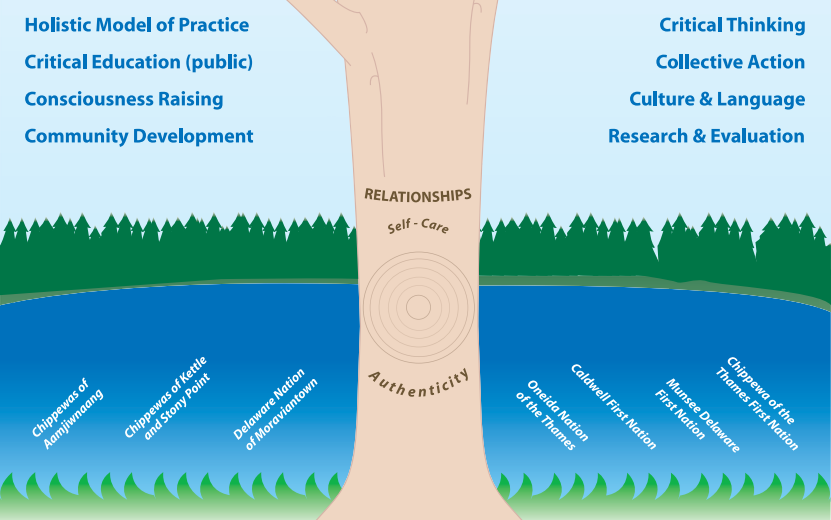 Holistic Model of Practice
Critical Education (public)
Consciousness Raising
Community Development
Critical Thinking
Collective Action
Culture & Language
Research & Evaluation
RELATIONSHIPS
Self - Care
Authenticity
Chippewas of
Aamjiwnaang
Chippewas of Kettle
and Stony Point
Delaware Nation
of Moraviantown
Oneida Nation
of the Thames
Caldwell First Nation
Munsee Delaware
First Nation
Chippewa of the
Thames First Nation